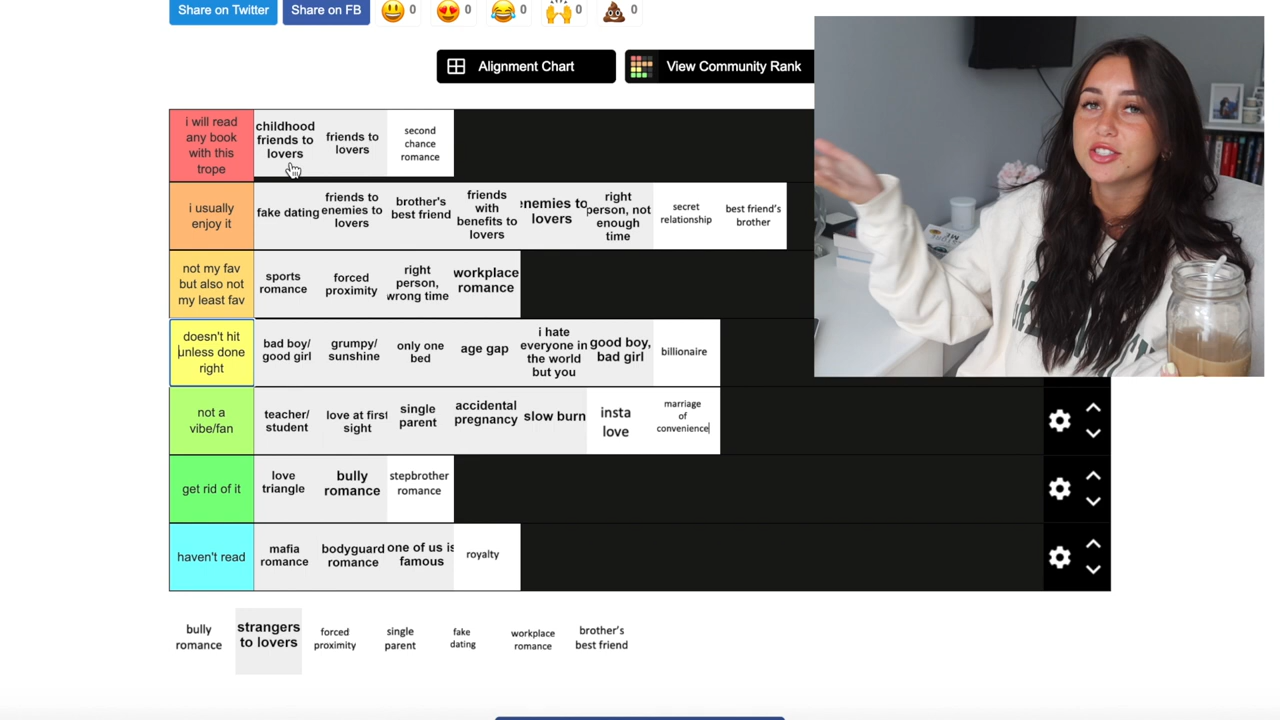 Share on Twitter
Share on FB
0
0
0
0
0
Alignment Chart
View Community Rank
i will read
any book
with this
trope
childhood
friends to
lovers
friends to
lovers
second
chance
romance
i usually
enjoy it
fake dating
friends to
enemies to
lovers
brother's
best friend
friends
with
benefits to
lovers
enemies to
lovers
right
person, not
enough
time
secret
relationship
best friend's
brother
not my fav
but also not
my least fav
sports
romance
forced
proximity
right
person,
wrong time
workplace
romance
doesn't hit
unless done
right
bad boy/
good girl
grumpy/
sunshine
only one
bed
age gap
i hate
everyone in
the world
but you
good boy,
bad girl
billionaire
not a
vibe/fan
teacher/
student
love at first
sight
single
parent
accidental
pregnancy
slow burn
insta
love
marriage
of
convenience
get rid of it
love
triangle
bully
romance
stepbrother
romance
haven't read
mafia
romance
bodyguard
romance
one of us is
famous
royalty
bully
romance
strangers
to lovers
forced
proximity
single
parent
fake
dating
workplace
romance
brother's
best friend